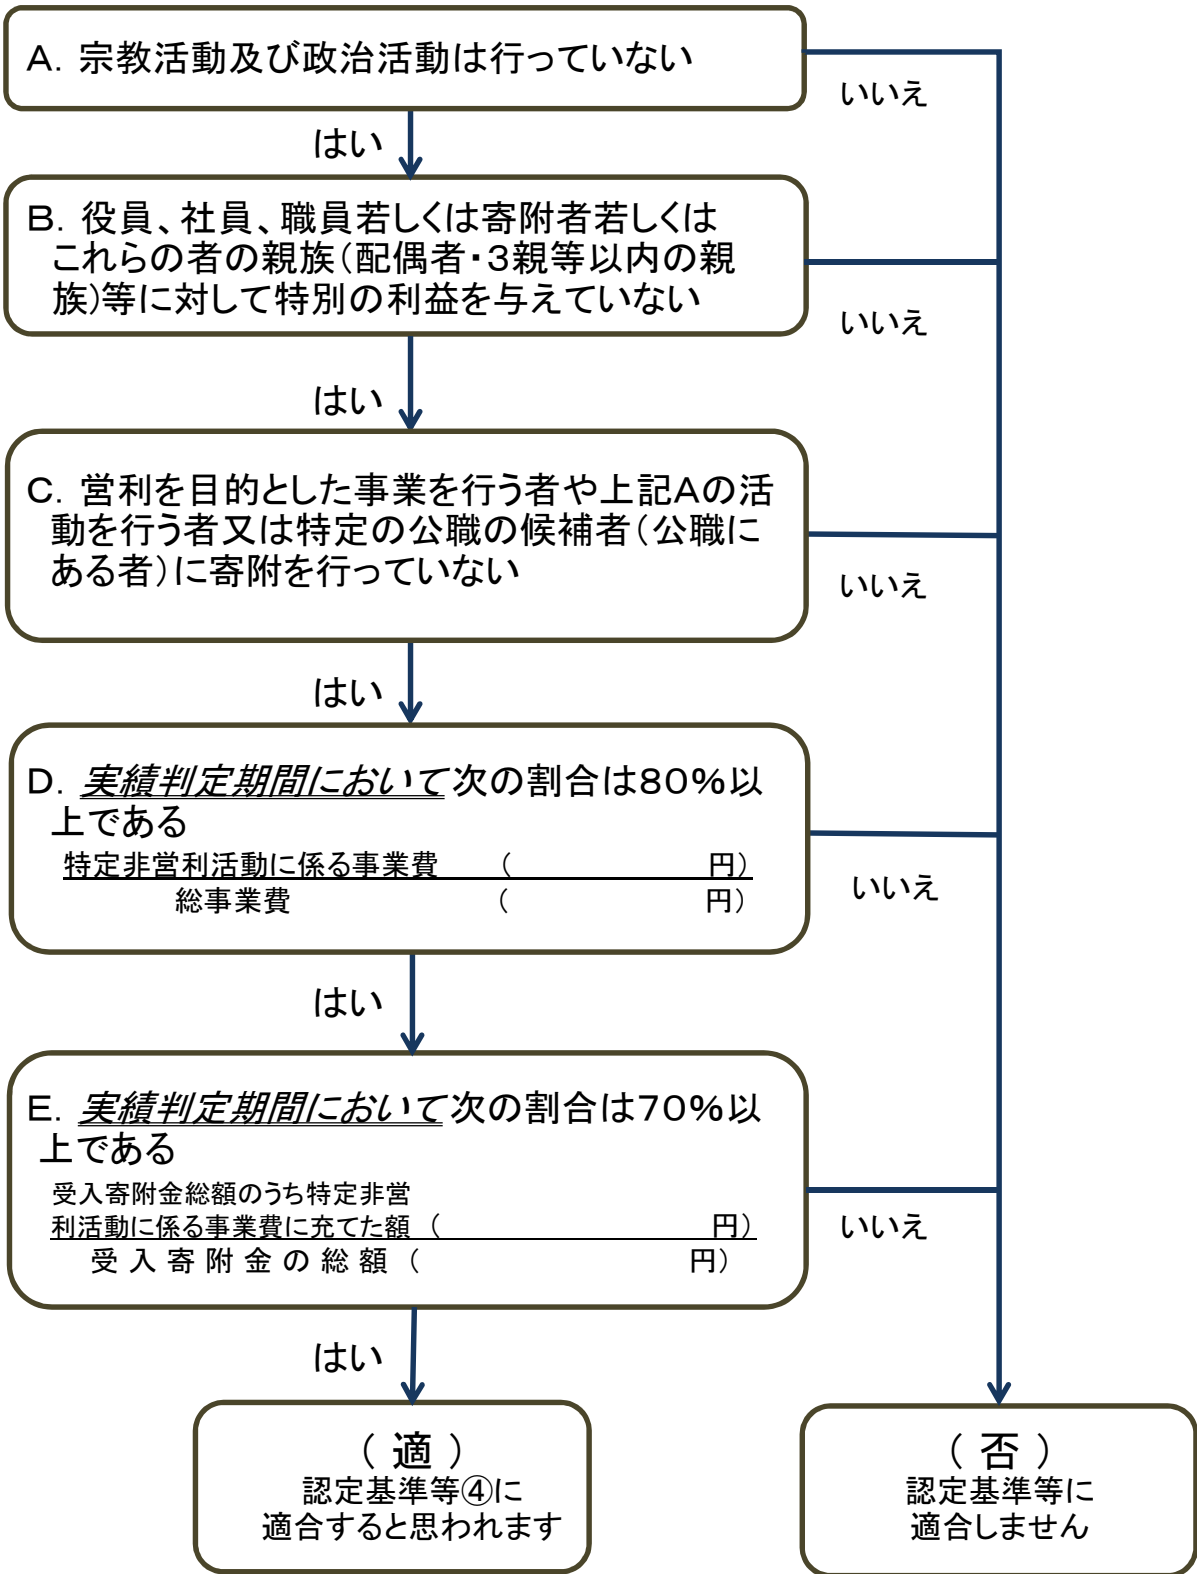 A. 宗教活動及び政治活動は行っていない
いいえ
はい
B. 役員、社員、職員若しくは寄附者若しくは
これらの者の親族（配偶者・3親等以内の親
族）等に対して特別の利益を与えていない
いいえ
はい
C. 営利を目的とした事業を行う者や上記Aの活
動を行う者又は特定の公職の候補者（公職に
ある者）に寄附を行っていない
いいえ
はい
D. 実績判定期間において次の割合は80%以
上である
特定非営利活動に係る事業費 （ 円）
総事業費 （ 円）
いいえ
はい
E. 実績判定期間において次の割合は70%以
上である
受入寄附金総額のうち特定非営
利活動に係る事業費に充てた額 （ 円）
受入寄附金の総額 （ 円）
いいえ
はい
（適）
認定基準等④に
適合すると思われます
（否）
認定基準等に
適合しません